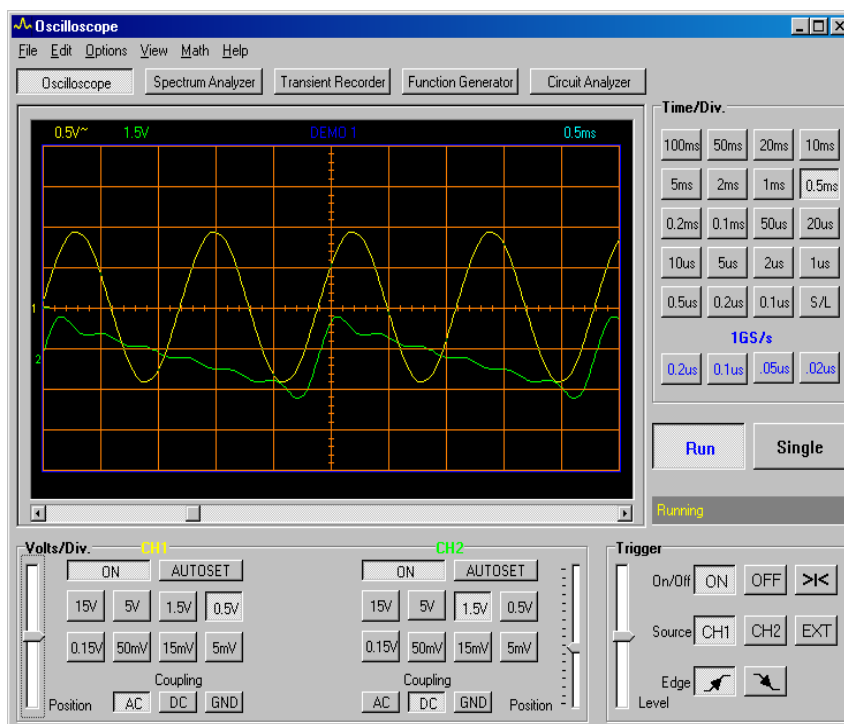 Oscilloscope
File Edit Options View Math Help
Oscilloscope Spectrum Analyzer Transient Recorder Function Generator Circuit Analyzer
0.5V~ 1.5V DEMO 1 0.5ms
1
2
Time/Div.
100ms 50ms 20ms 10ms
5ms 2ms 1ms 0.5ms
0.2ms 0.1ms 50us 20us
10us 5us 2us 1us
0.5us 0.2us 0.1us S/L
1GS/s
0.2us 0.1us .05us .02us
Run Single
Running
Volts/Div. CH1
ON AUTOSET
15V 5V 1.5V 0.5V
0.15V 50mV 15mV 5mV
Coupling
Position AC DC GND
CH2
ON AUTOSET
15V 5V 1.5V 0.5V
0.15V 50mV 15mV 5mV
Coupling
AC DC GND Position
Trigger
On/Off ON OFF >I<
Source CH1 CH2 EXT
Edge
Level